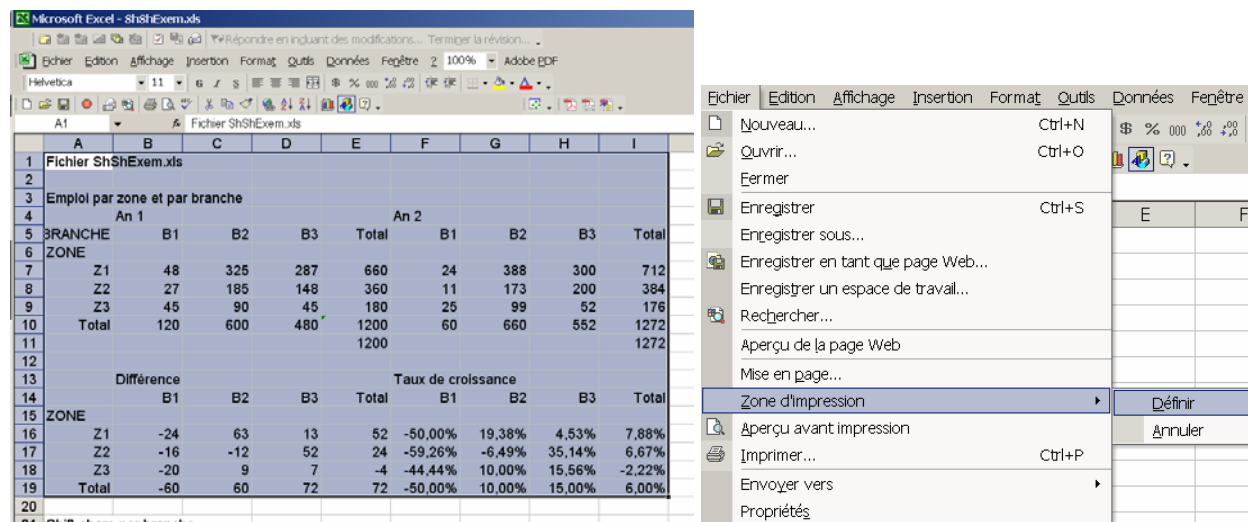 Microsoft Excel - ShShExem.xls
Répondre en incluant des modifications... Terminer la révision...
Fichier Edition Affichage Insertion Format Outils Données Fenêtre ? 100% Adobe PDF
Helvetica 11 G I S $ % 000
A1 fx Fichier ShShExem.xls
A B C D E F G H I
1 Fichier ShShExem.xls
2
3 Emploi par zone et par branche
4 An 1 An 2
5 BRANCHE B1 B2 B3 Total B1 B2 B3 Total
6 ZONE
7 Z1 48 325 287 660 24 388 300 712
8 Z2 27 185 148 360 11 173 200 384
9 Z3 45 90 45 180 25 99 52 176
10 Total 120 600 480 1200 60 660 552 1272
11 1200 1272
12
13 Différence Taux de croissance
14 B1 B2 B3 Total B1 B2 B3 Total
15 ZONE
16 Z1 -24 63 13 52 -50,00% 19,38% 4,53% 7,88%
17 Z2 -16 -12 52 24 -59,26% -6,49% 35,14% 6,67%
18 Z3 -20 9 7 -4 -44,44% 10,00% 15,56% -2,22%
19 Total -60 60 72 72 -50,00% 10,00% 15,00% 6,00%
20
Fichier Edition Affichage Insertion Format Outils Données Fenêtre
Nouveau... Ctrl+N
$ % 000
Ouvrir... Ctrl+O
Fermer
Enregistrer Ctrl+S
E F
Enregistrer sous...
Enregistrer en tant que page Web...
Enregistrer un espace de travail...
Rechercher...
Aperçu de la page Web
Mise en page...
Zone d'impression Définir
Aperçu avant impression Annuler
Imprimer... Ctrl+P
Envoyer vers
Propriétés